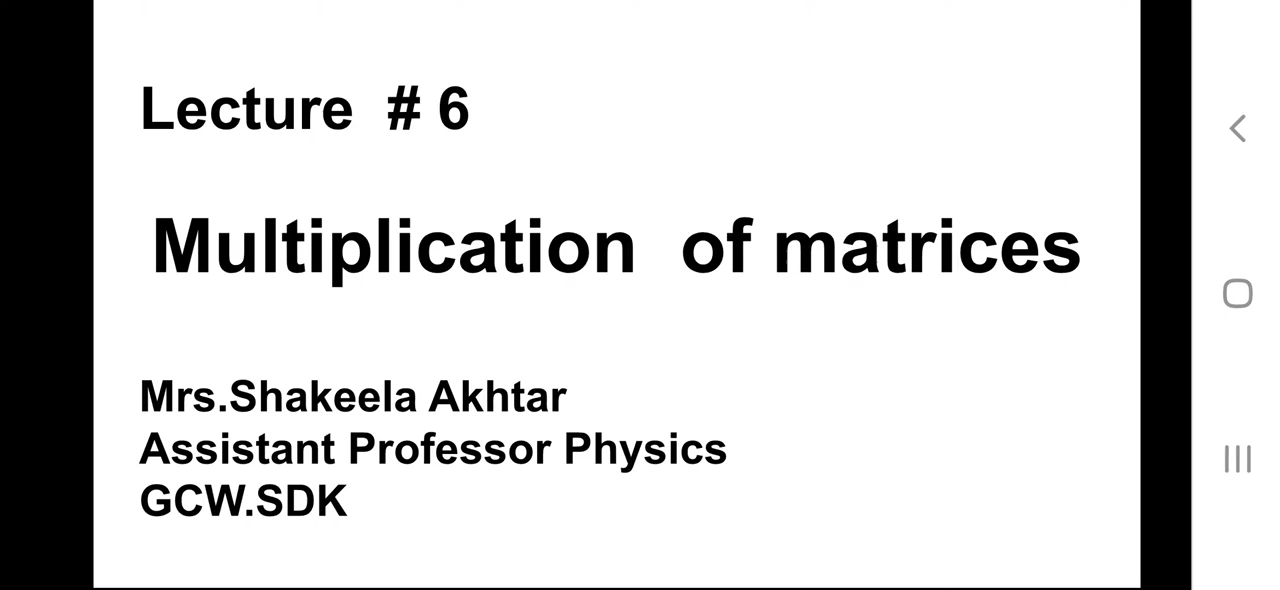 Lecture # 6
Multiplication of matrices
Mrs.Shakeela Akhtar
Assistant Professor Physics
GCW.SDK